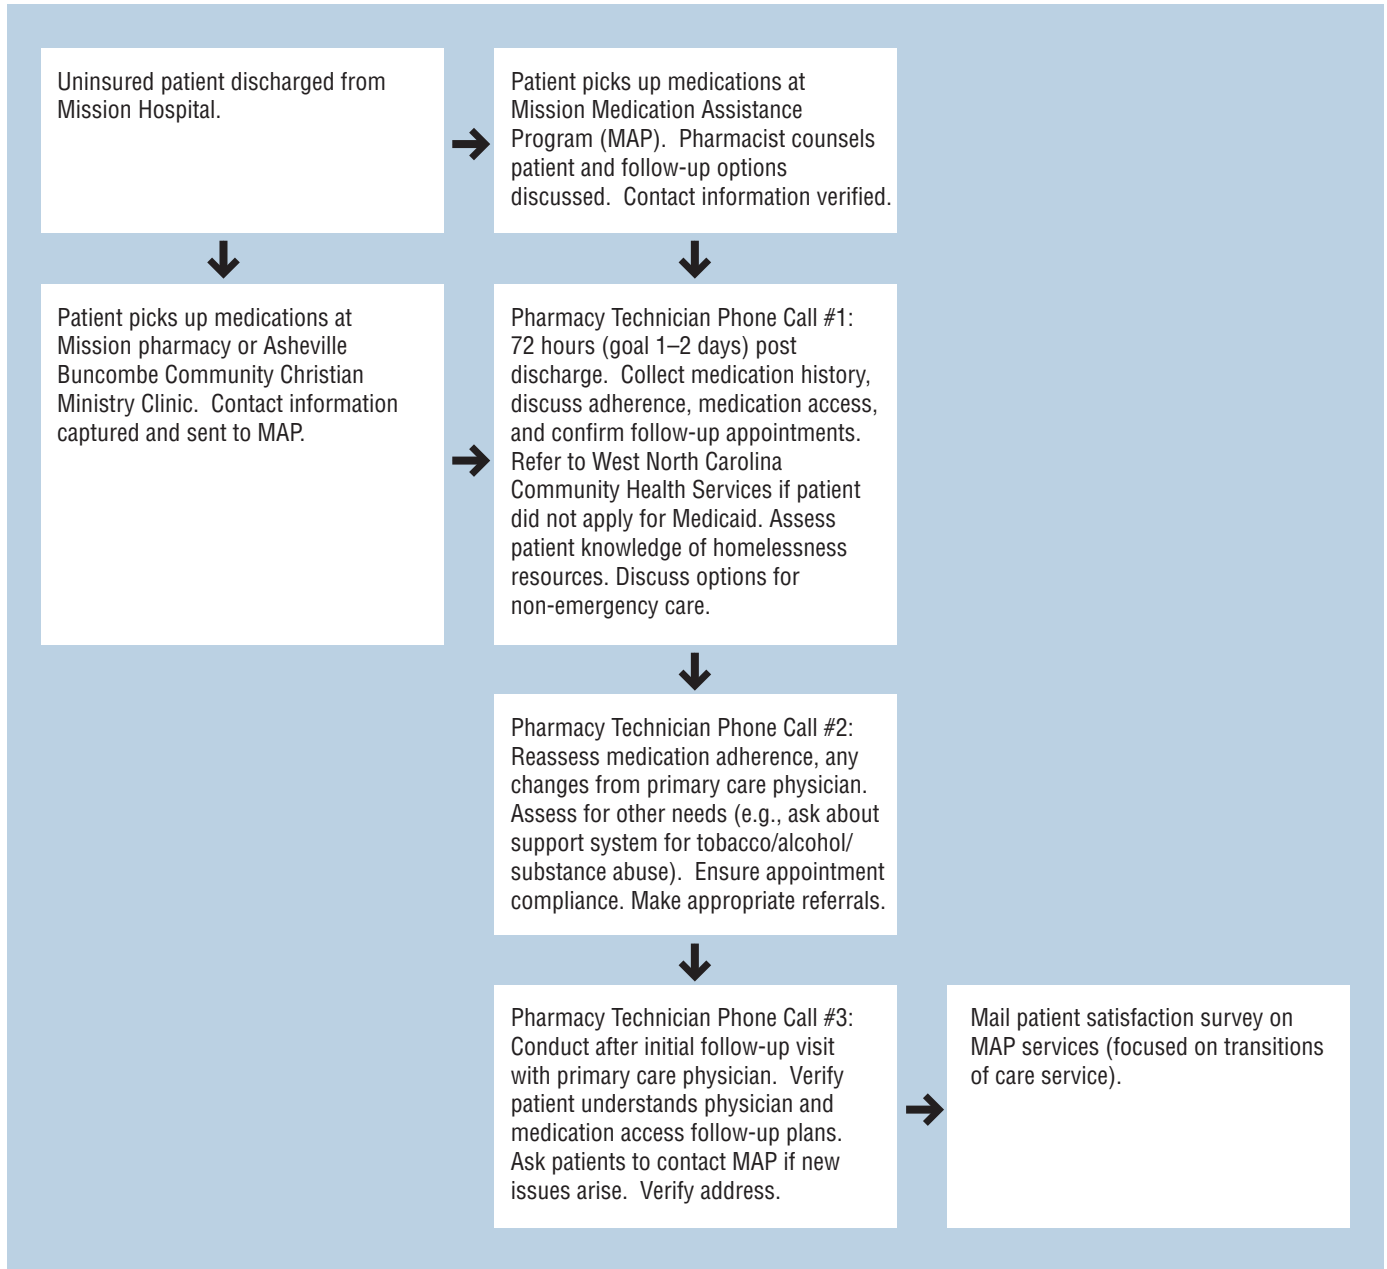 Uninsured patient discharged from
Mission Hospital.
Patient picks up medications at
Mission Medication Assistance
Program (MAP).  Pharmacist counsels
patient and follow-up options
discussed.  Contact information verified.
Patient picks up medications at
Mission pharmacy or Asheville
Buncombe Community Christian
Ministry Clinic.  Contact information
captured and sent to MAP.
Pharmacy Technician Phone Call #1:
72 hours (goal 1–2 days) post
discharge.  Collect medication history,
discuss adherence, medication access,
and confirm follow-up appointments.
Refer to West North Carolina
Community Health Services if patient
did not apply for Medicaid. Assess
patient knowledge of homelessness
resources. Discuss options for
non-emergency care.
Pharmacy Technician Phone Call #2:
Reassess medication adherence, any
changes from primary care physician.
Assess for other needs (e.g., ask about
support system for tobacco/alcohol/
substance abuse).  Ensure appointment
compliance. Make appropriate referrals.
Pharmacy Technician Phone Call #3:
Conduct after initial follow-up visit
with primary care physician.  Verify
patient understands physician and
medication access follow-up plans.
Ask patients to contact MAP if new
issues arise.  Verify address.
Mail patient satisfaction survey on
MAP services (focused on transitions
of care service).